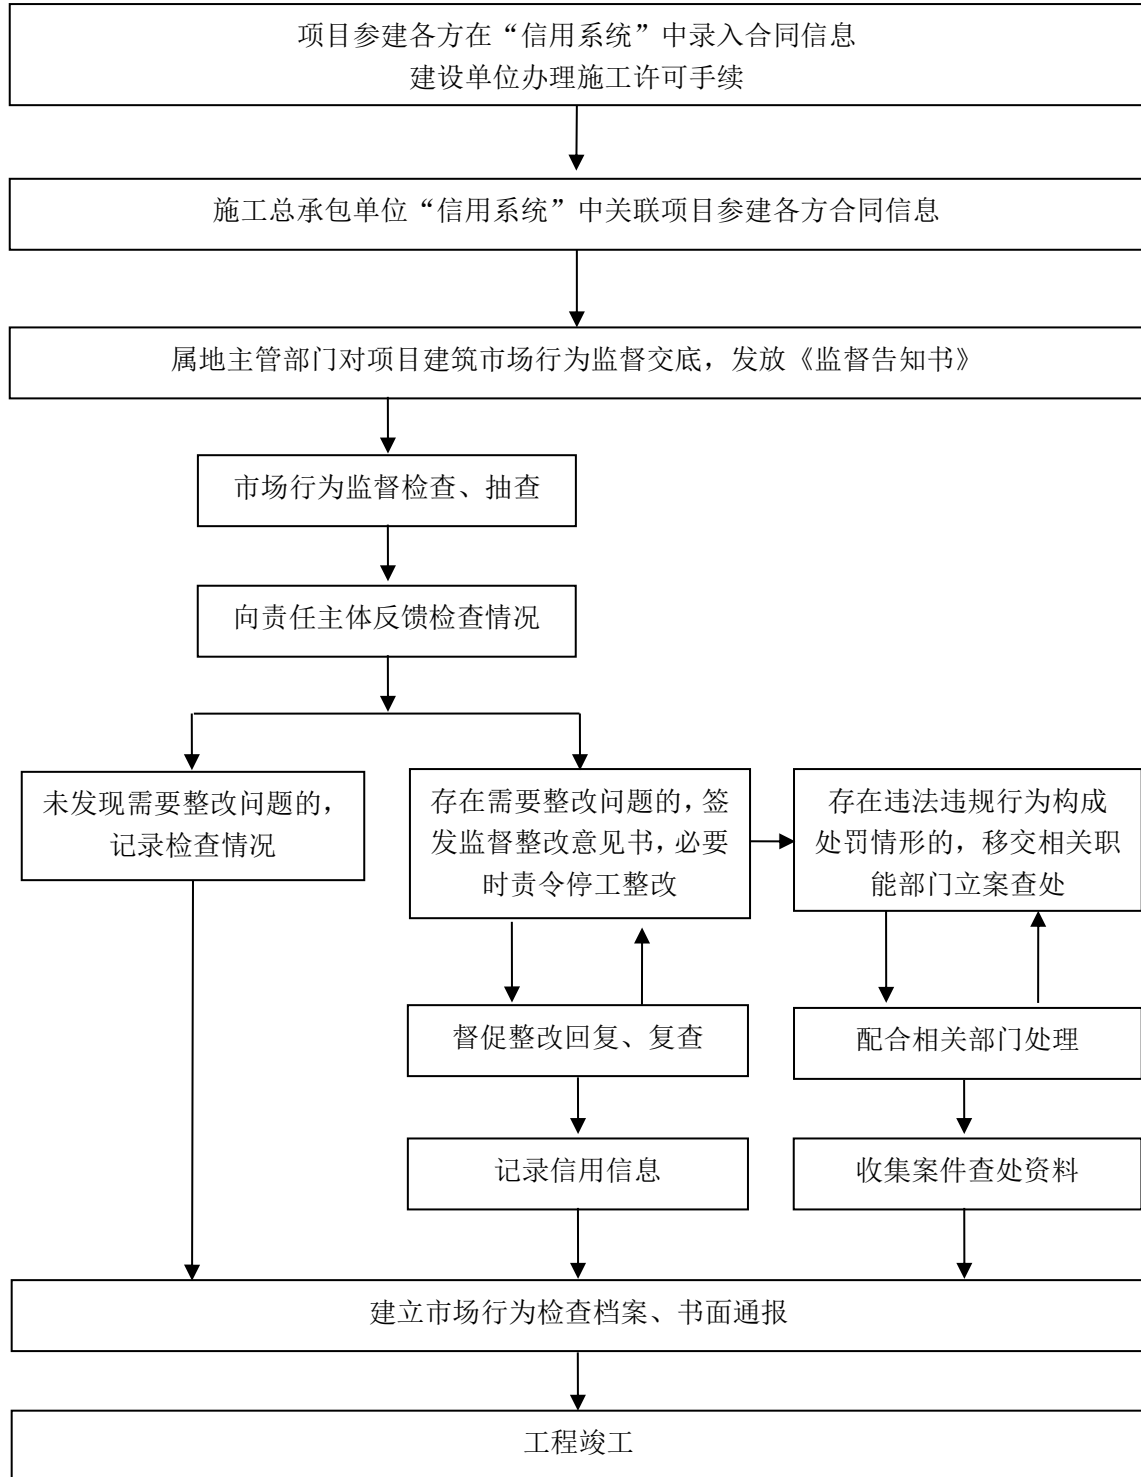 项目参建各方在“信用系统”中录入合同信息
建设单位办理施工许可手续
施工总承包单位“信用系统”中关联项目参建各方合同信息
属地主管部门对项目建筑市场行为监督交底，发放《监督告知书》
市场行为监督检查、抽查
向责任主体反馈检查情况
未发现需要整改问题的，
记录检查情况
存在需要整改问题的，签
发监督整改意见书，必要
时责令停工整改
存在违法违规行为构成
处罚情形的，移交相关职
能部门立案查处
督促整改回复、复查
配合相关部门处理
记录信用信息
收集案件查处资料
建立市场行为检查档案、书面通报
工程竣工